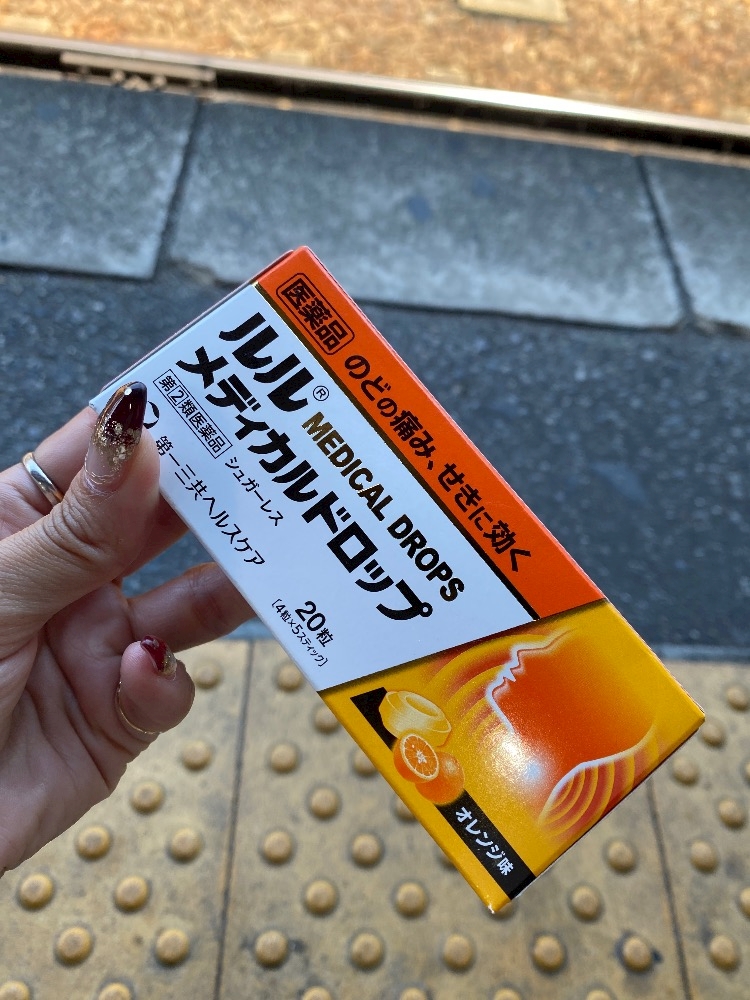 医薬品 のどの痛み、せきに効く
ルル®
MEDICAL DROPS
メディカルドロップ
第②類医薬品 シュガーレス
第一三共ヘルスケア
20粒
[4粒×5スティック]
オレンジ味